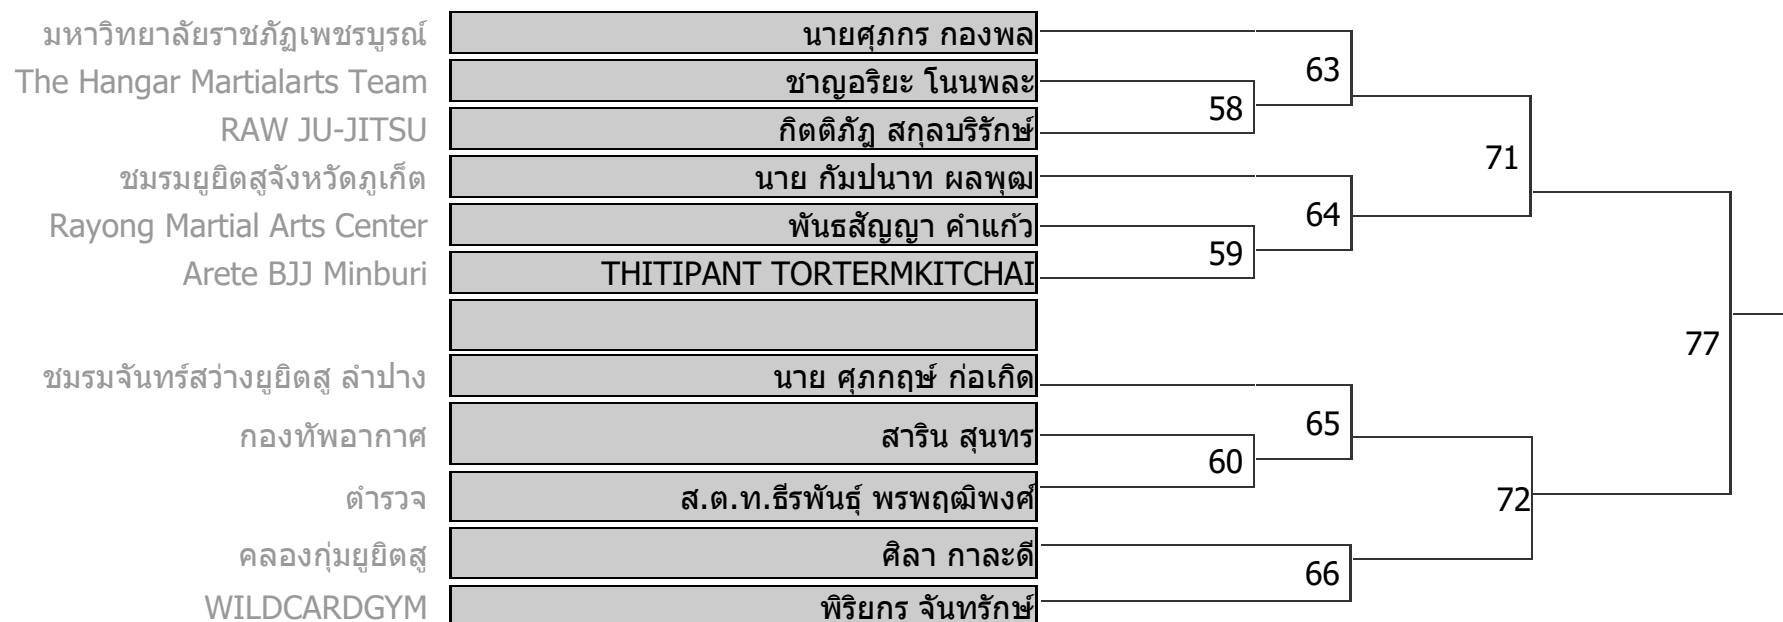 มหาวิทยาลัยราชภัฏเพชรบูรณ์ นายศุภกร กองพล
63
The Hangar Martialarts Team ชาญอริยะ โนนพละ
58
RAW JU-JITSU กิตติภัฎ สกุลบริรักษ์
71
ชมรมยูยิตสูจังหวัดภูเก็ต นาย กัมปนาท ผลพุฒ
64
Rayong Martial Arts Center พันธสัญญา คำแก้ว
59
Arete BJJ Minburi THITIPANT TORTERMKITCHAI
77
ชมรมจันทร์สว่างยูยิตสู ลำปาง นาย ศุภกฤษ์ ก่อเกิด
65
กองทัพอากาศ สาริน สุนทร
60
ตำรวจ ส.ต.ท.ธีรพันธุ์ พรพฤฒิพงศ์
72
คลองกุ่มยูยิตสู ศิลา กาละดี
66
WILDCARDGYM พิริยกร จันทรักษ์